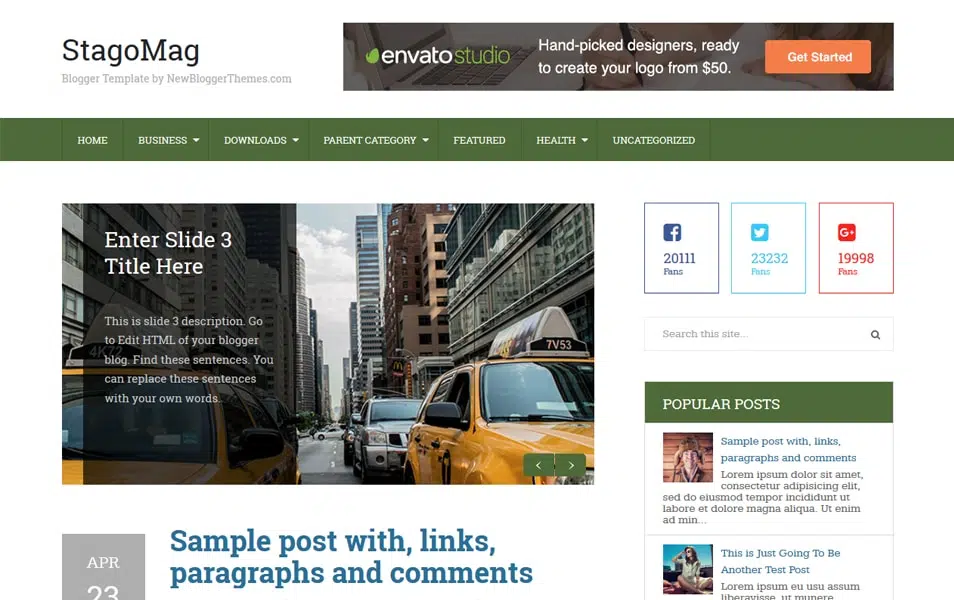 StagoMag
Blogger Template by NewBloggerThemes.com
envato studio
Hand-picked designers, ready
to create your logo from $50.
Get Started
HOME
BUSINESS
DOWNLOADS
PARENT CATEGORY
FEATURED
HEALTH
UNCATEGORIZED
Enter Slide 3
Title Here
This is slide 3 description. Go
to Edit HTML of your blogger
blog. Find these sentences. You
can replace these sentences
with your own words.
4K72
7V53
20111
Fans
23232
Fans
19998
Fans
Search this site...
POPULAR POSTS
Sample post with, links,
paragraphs and comments
Lorem ipsum dolor sit amet,
consectetur adipisicing elit,
sed do eiusmod tempor incididunt ut
labore et dolore magna aliqua. Ut enim
ad min...
This is Just Going To Be
Another Test Post
Lorem ipsum eu usu assum
liberavisse, ut munere
APR
23
Sample post with, links,
paragraphs and comments